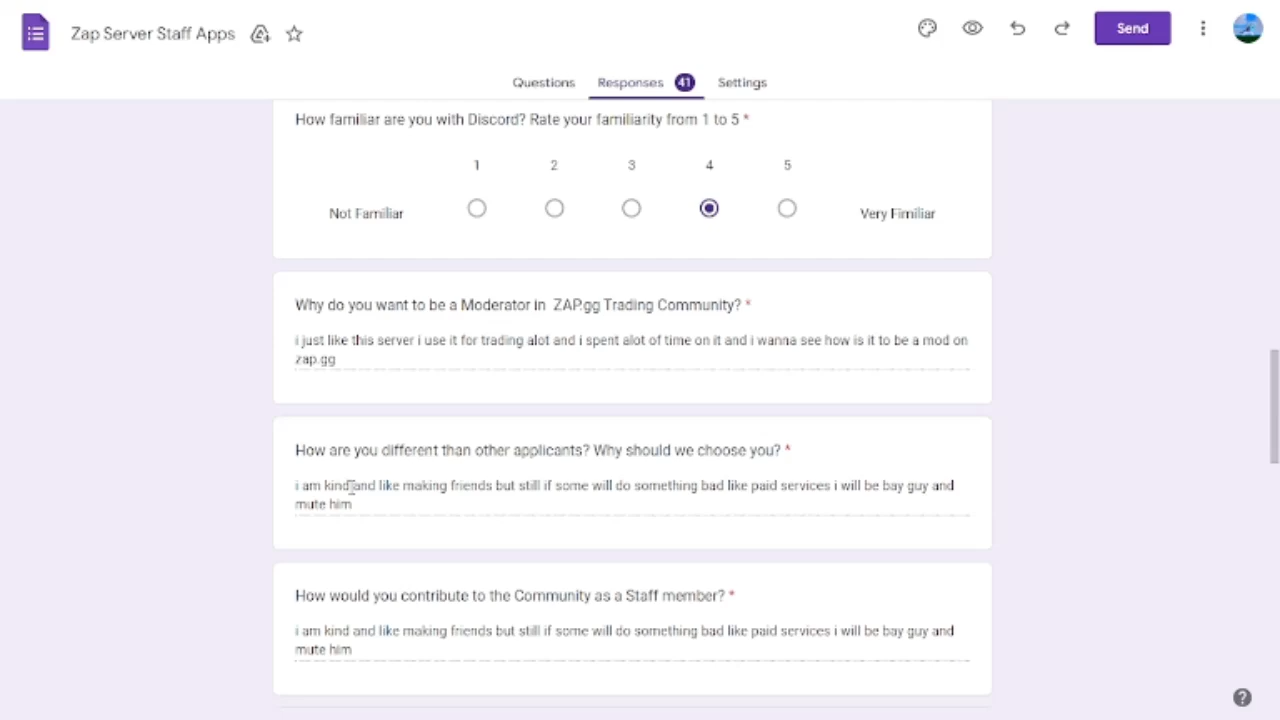 Zap Server Staff Apps
Send
Questions
Responses 41
Settings
How familiar are you with Discord? Rate your familiarity from 1 to 5 *
1 2 3 4 5
Not Familiar
Very Fimiliar
Why do you want to be a Moderator in ZAP.gg Trading Community? *
i just like this server i use it for trading alot and i spent alot of time on it and i wanna see how is it to be a mod on
zap.gg
How are you different than other applicants? Why should we choose you? *
i am kind and like making friends but still if some will do something bad like paid services i will be bay guy and
mute him
How would you contribute to the Community as a Staff member? *
i am kind and like making friends but still if some will do something bad like paid services i will be bay guy and
mute him